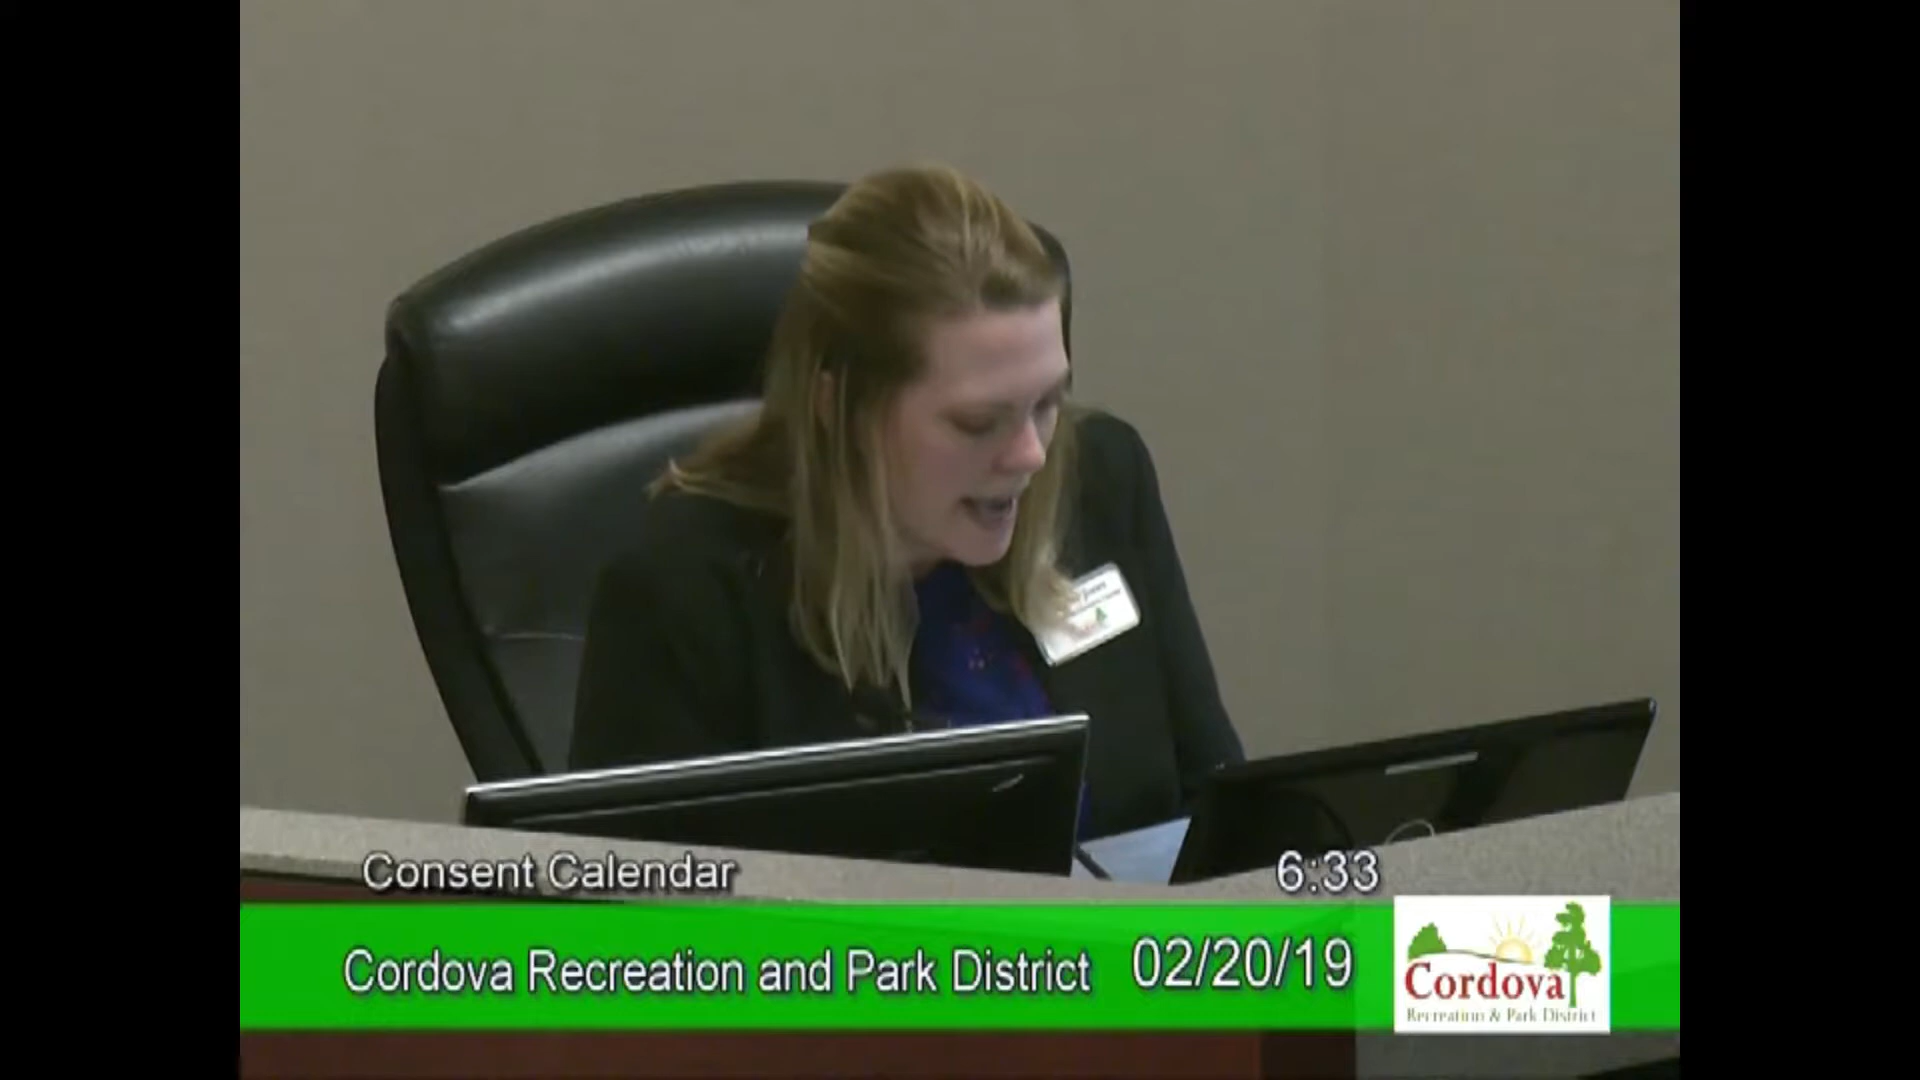 Consent Calendar 6:33
Cordova Recreation and Park District 02/20/19
Cordova
Recreation & Park District